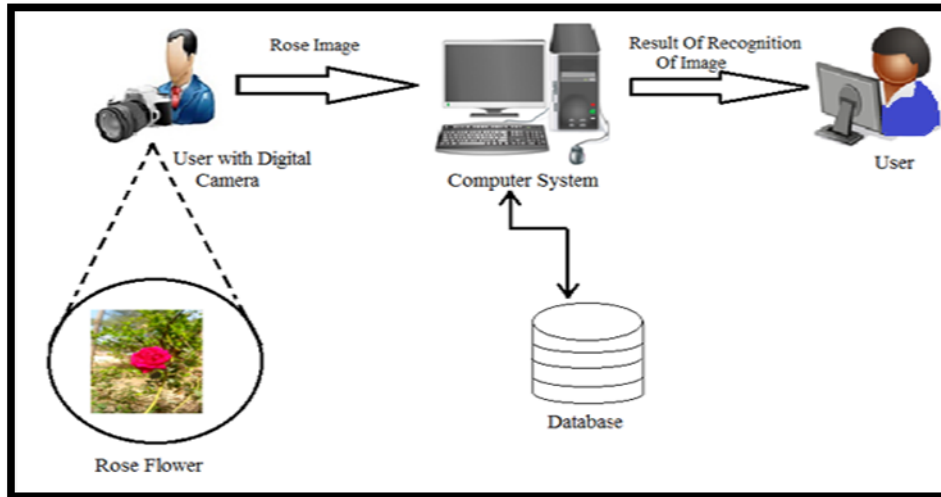 Rose Image
Result Of Recognition
Of Image
User with Digital
Camera
Computer System
User
Database
Rose Flower